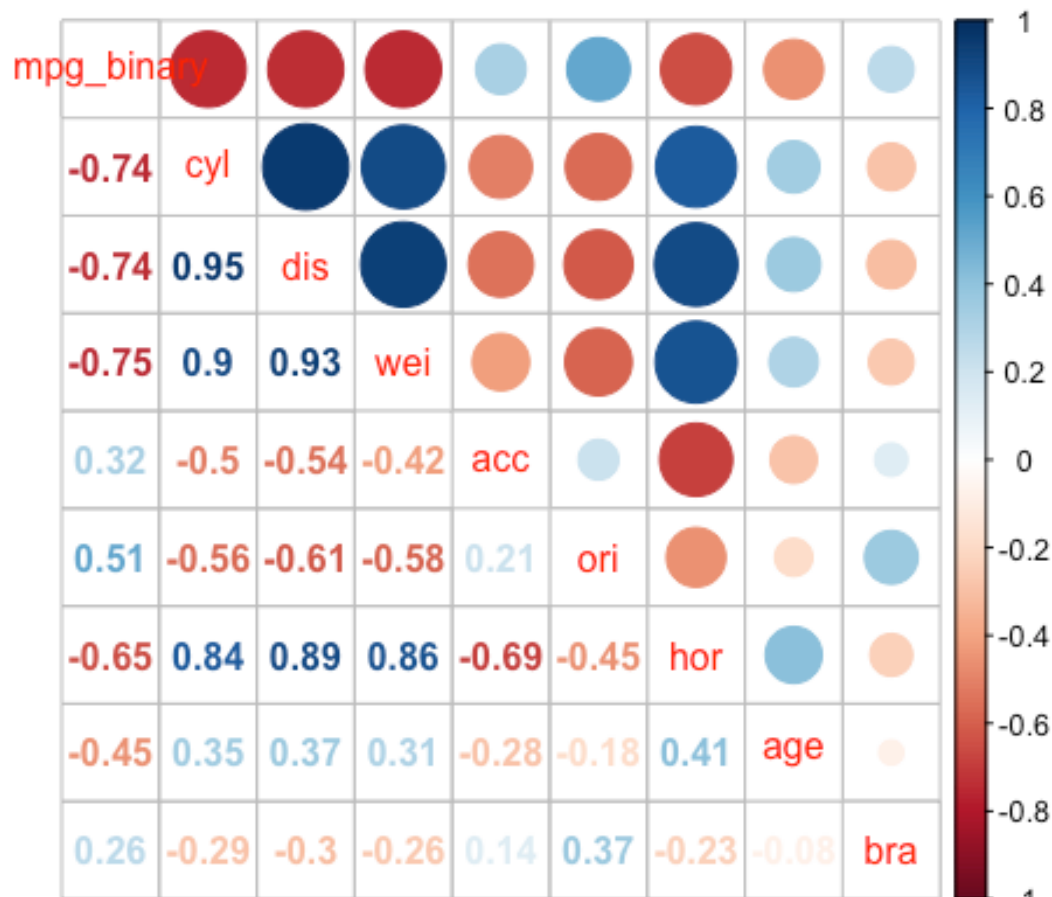 mpg_binary
-0.74 cyl
-0.74 0.95 dis
-0.75 0.9 0.93 wei
0.32 -0.5 -0.54 -0.42 acc
0.51 -0.56 -0.61 -0.58 0.21 ori
-0.65 0.84 0.89 0.86 -0.69 -0.45 hor
-0.45 0.35 0.37 0.31 -0.28 -0.18 0.41 age
0.26 -0.29 -0.3 -0.26 0.14 0.37 -0.23 -0.08 bra
1
0.8
0.6
0.4
0.2
0
-0.2
-0.4
-0.6
-0.8
-1